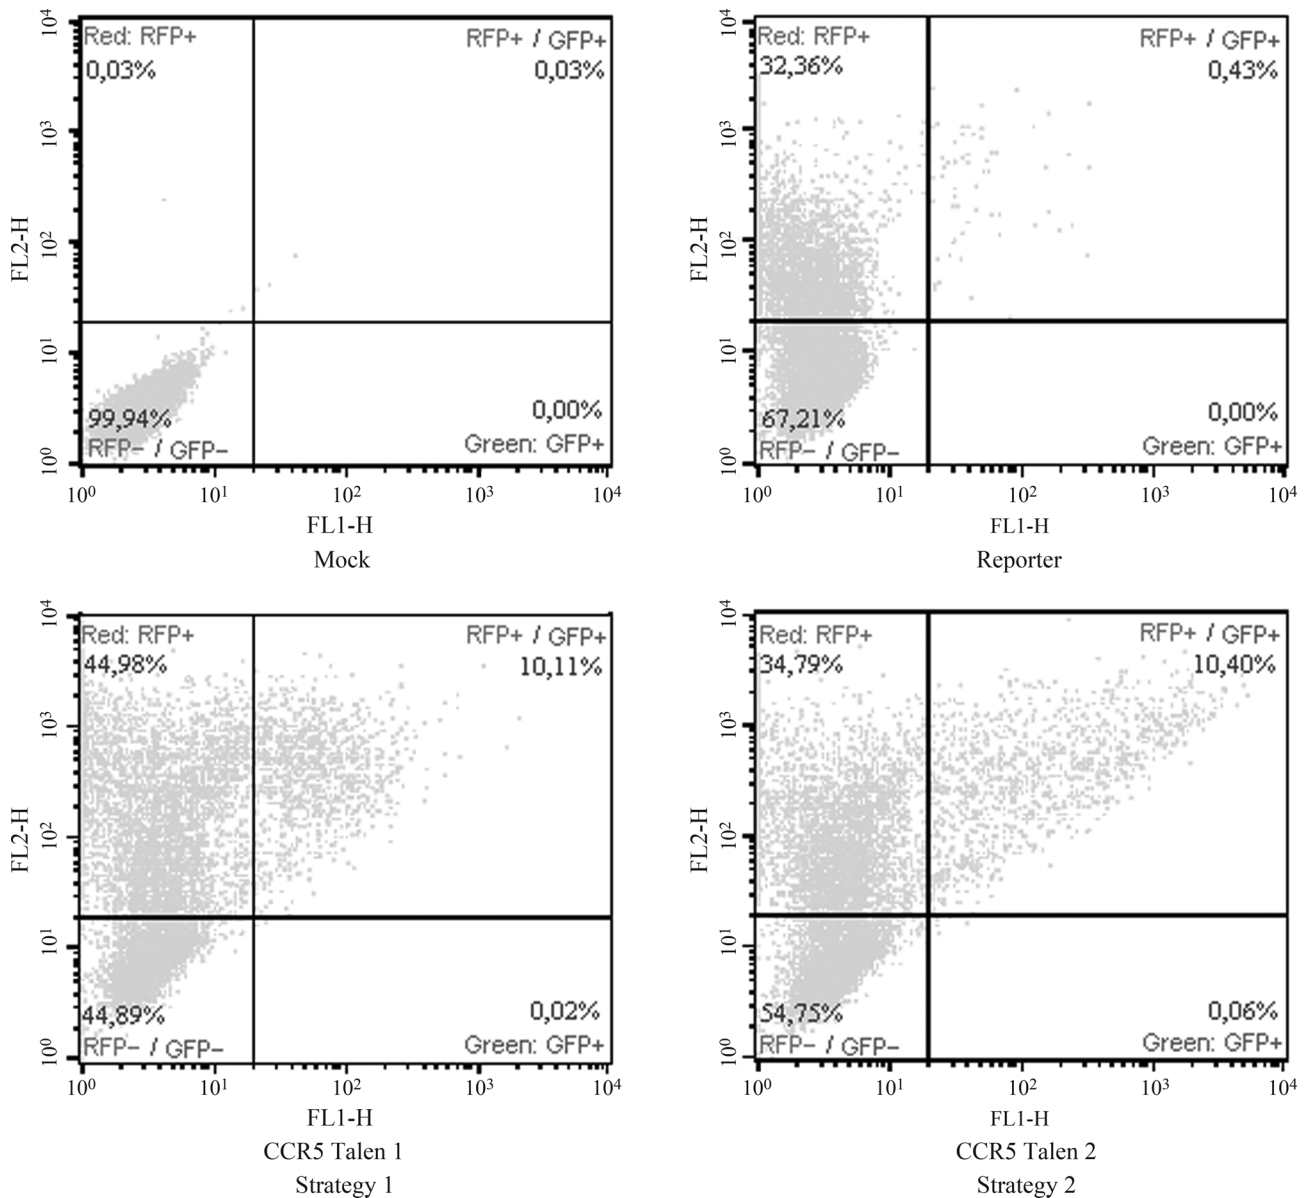 Red: RFP+
RFP+ / GFP+
0,03%
0,03%
99,94%
RFP– / GFP–
0,00%
Green: GFP+
10⁴
10³
10²
10¹
10⁰
FL2-H
10⁰ 10¹ 10² 10³ 10⁴
FL1-H
Mock
Red: RFP+
RFP+ / GFP+
32,36%
0,43%
67,21%
RFP– / GFP–
0,00%
Green: GFP+
10⁴
10³
10²
10¹
10⁰
FL2-H
10⁰ 10¹ 10² 10³ 10⁴
FL1-H
Reporter
Red: RFP+
RFP+ / GFP+
44,98%
10,11%
44,89%
RFP– / GFP–
0,02%
Green: GFP+
10⁴
10³
10²
10¹
10⁰
FL2-H
10⁰ 10¹ 10² 10³ 10⁴
FL1-H
CCR5 Talen 1
Strategy 1
Red: RFP+
RFP+ / GFP+
34,79%
10,40%
54,75%
RFP– / GFP–
0,06%
Green: GFP+
10⁴
10³
10²
10¹
10⁰
FL2-H
10⁰ 10¹ 10² 10³ 10⁴
FL1-H
CCR5 Talen 2
Strategy 2